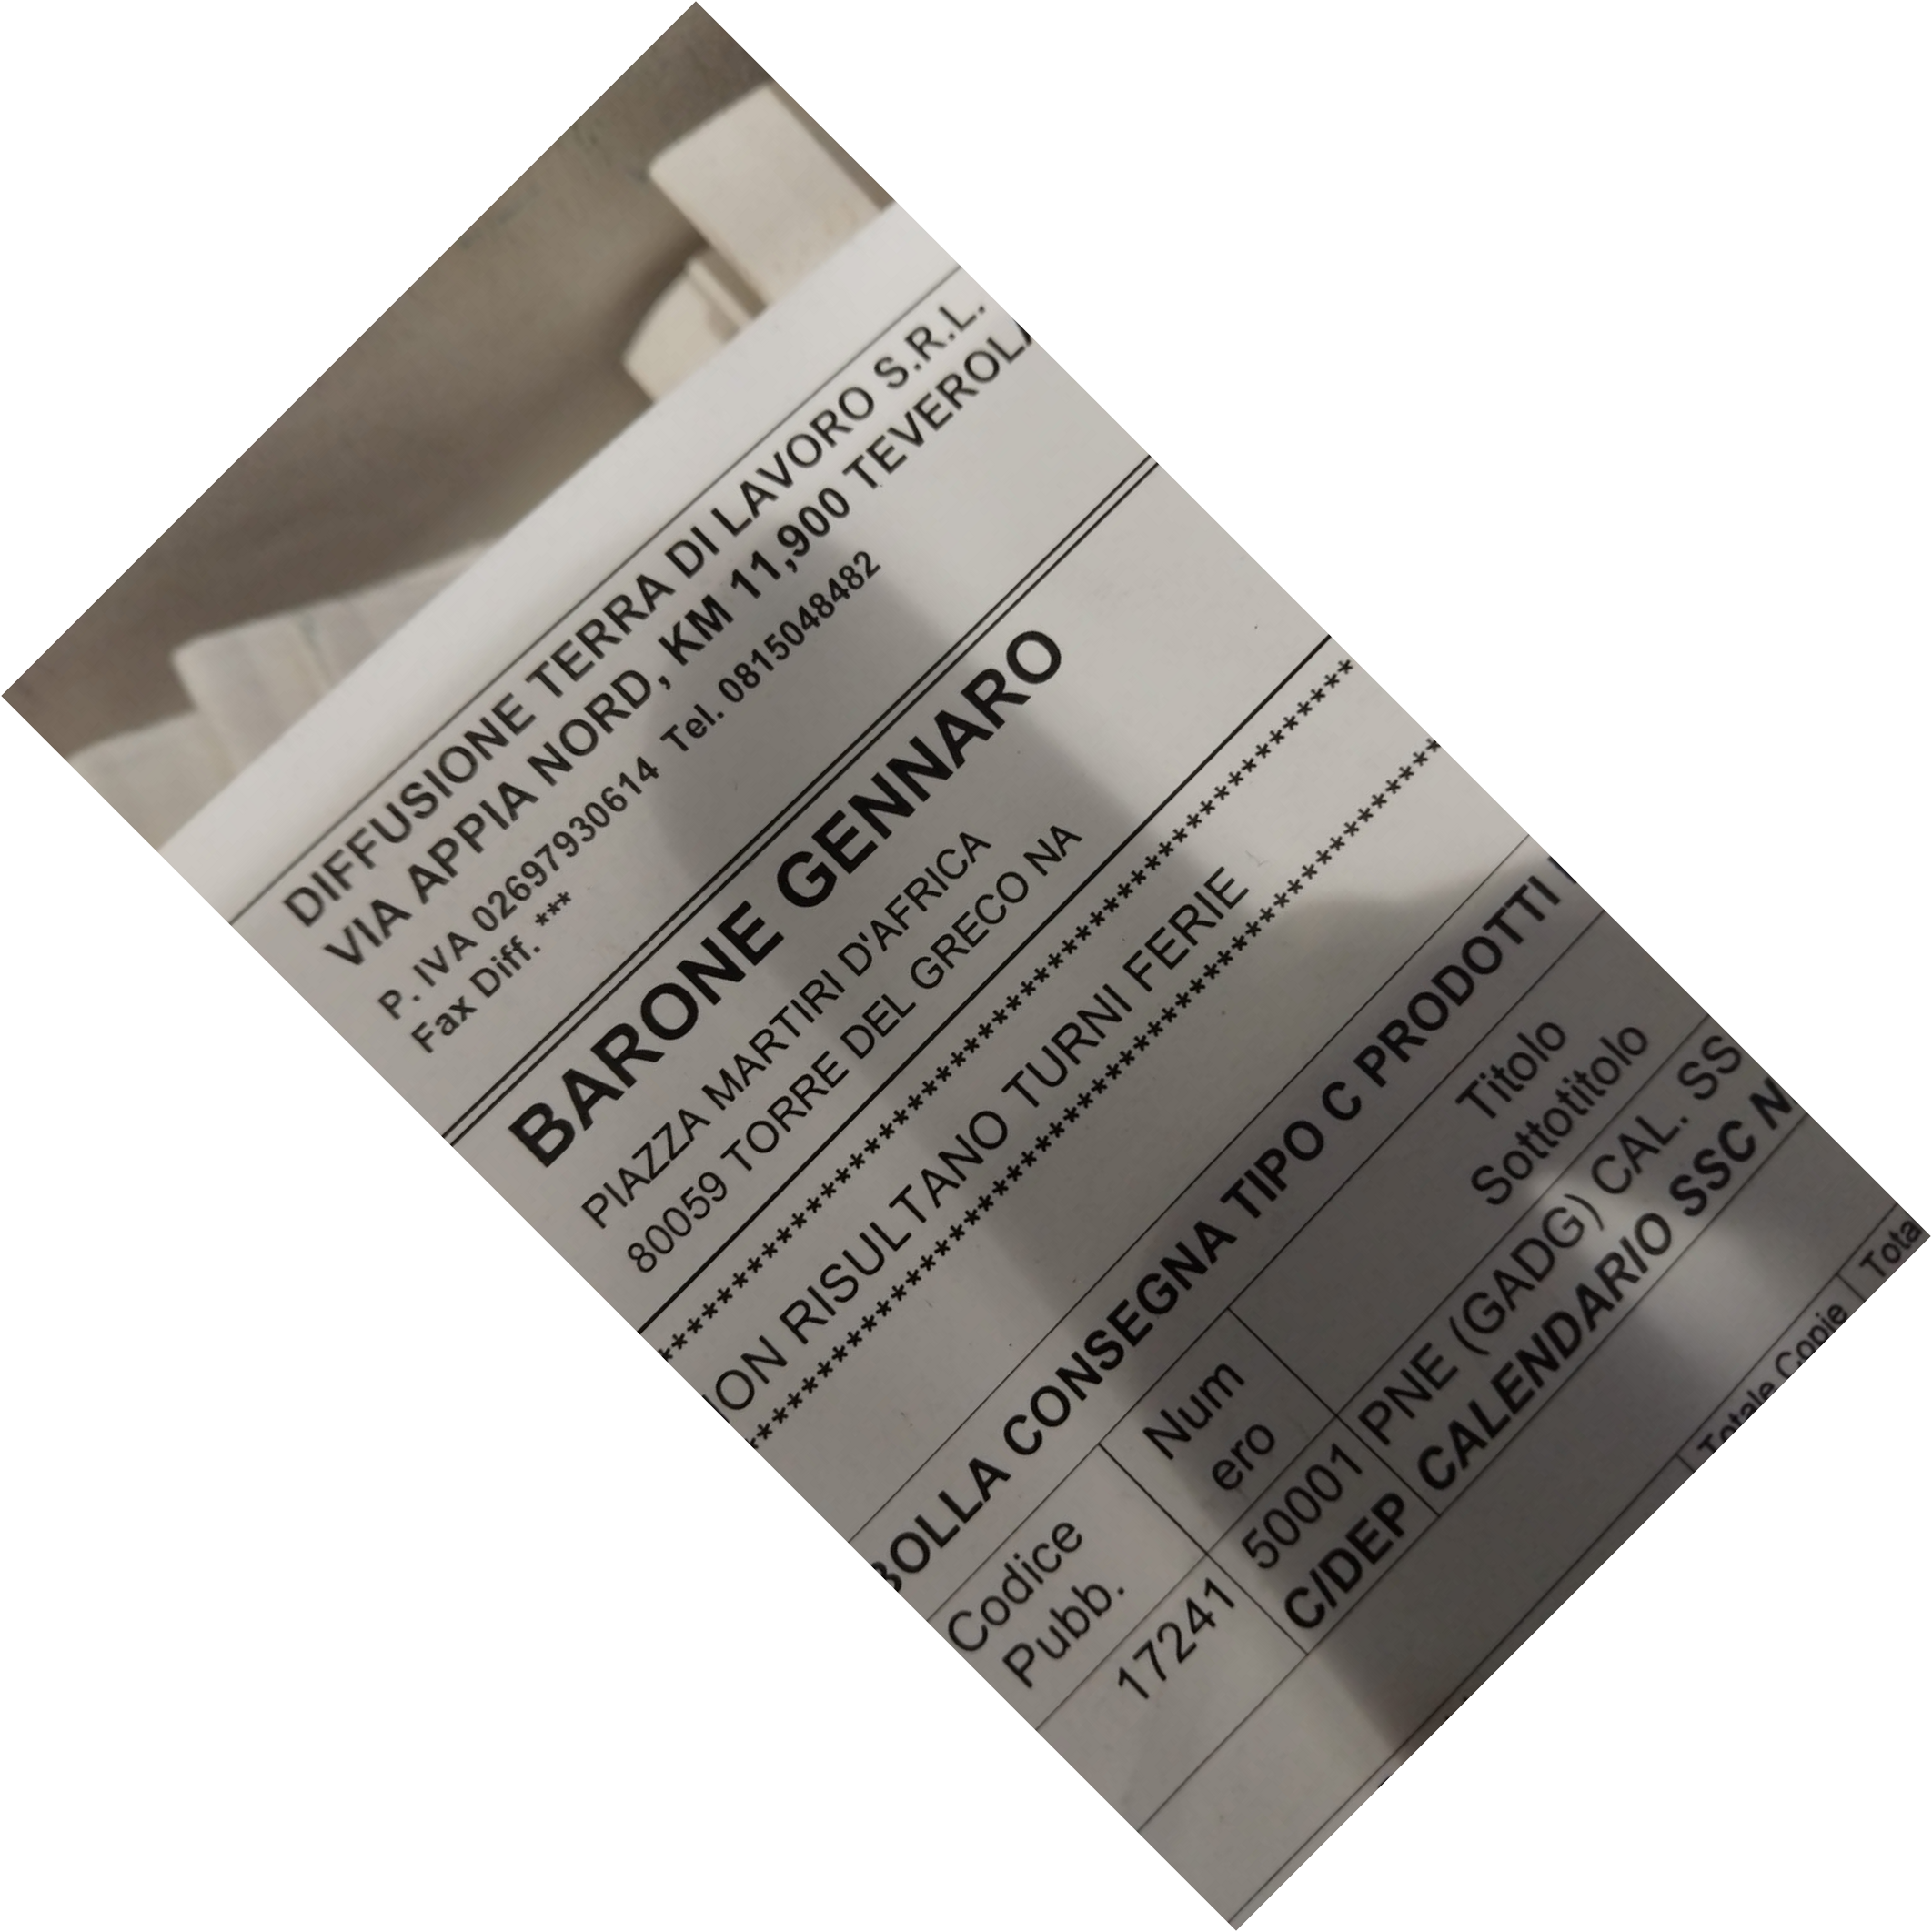 DIFFUSIONE TERRA DI LAVORO S.R.L.
VIA APPIA NORD, KM 11,900 TEVEROLA
P. IVA 02697930614 Tel. 0815048482
Fax Diff. ***
BARONE GENNARO
PIAZZA MARTIRI D'AFRICA
80059 TORRE DEL GRECO NA
ON RISULTANO TURNI FERIE
BOLLA CONSEGNA TIPO C PRODOTTI
Codice Pubb.
Num ero
Titolo
Sottotitolo
17241 50001 PNE (GADG) CAL. SS
C/DEP CALENDARIO SSC N
Totale Copie Tota